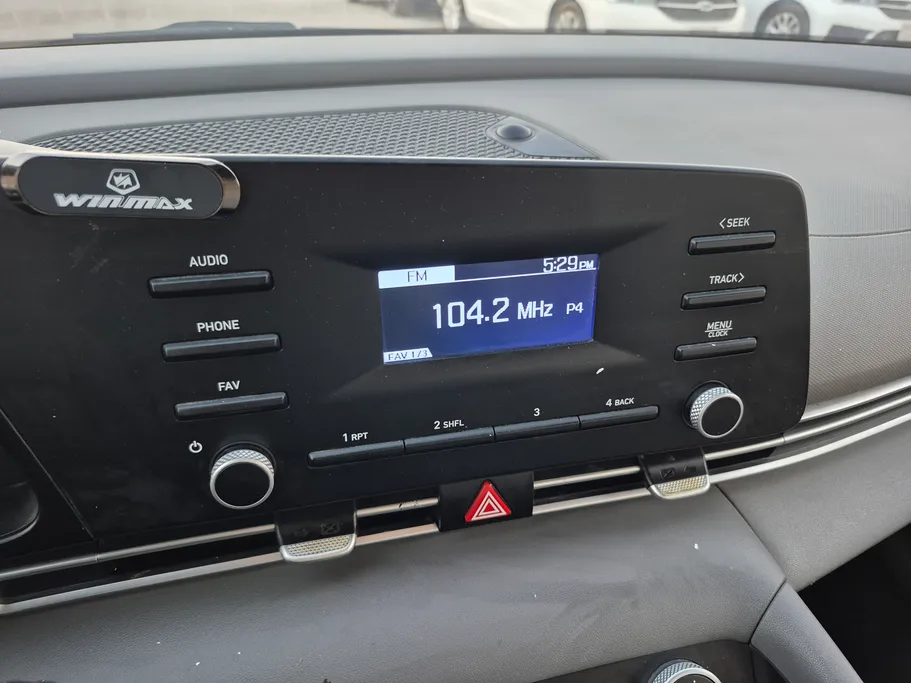 WINMAX
AUDIO
PHONE
FAV
FM
5:29PM
104.2 MHz P4
FAV 1/3
<SEEK
TRACK>
MENU
CLOCK
1 RPT
2 SHFL
3
4 BACK